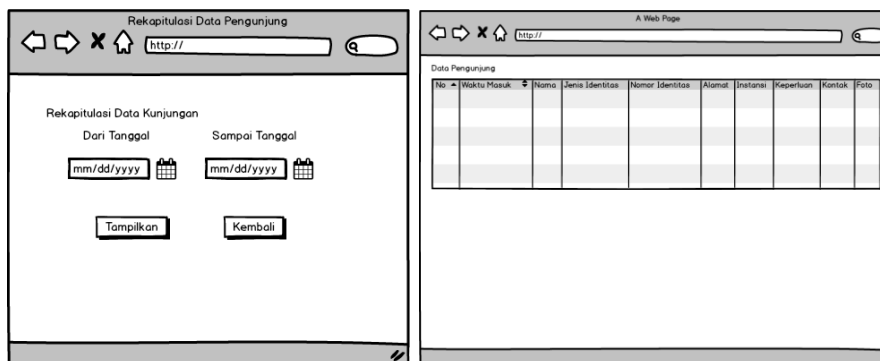 Rekapitulasi Data Pengunjung
http://
Rekapitulasi Data Kunjungan
Dari Tanggal Sampai Tanggal
mm/dd/yyyy mm/dd/yyyy
Tampilkan Kembali
A Web Page
http://
Data Pengunjung
No Waktu Masuk Nama Jenis Identitas Nomor Identitas Alamat Instansi Keperluan Kontak Foto